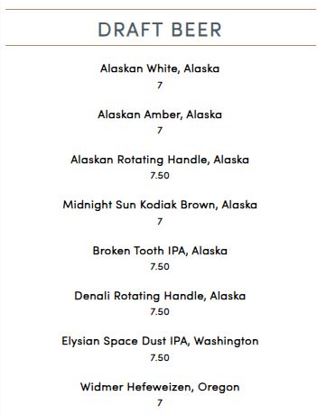 DRAFT BEER
Alaskan White, Alaska
7
Alaskan Amber, Alaska
7
Alaskan Rotating Handle, Alaska
7.50
Midnight Sun Kodiak Brown, Alaska
7
Broken Tooth IPA, Alaska
7.50
Denali Rotating Handle, Alaska
7.50
Elysian Space Dust IPA, Washington
7.50
Widmer Hefeweizen, Oregon
7